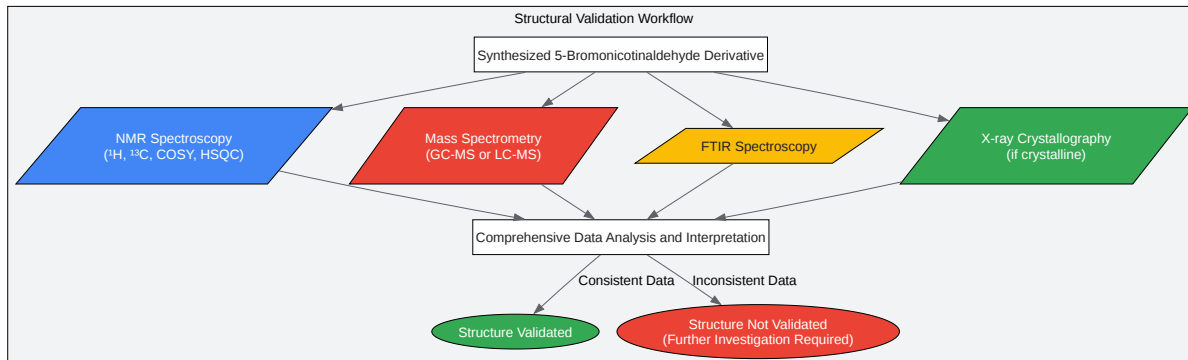 Structural Validation Workflow
Synthesized 5-Bromonicotinaldehyde Derivative
NMR Spectroscopy
(¹H, ¹³C, COSY, HSQC)
Mass Spectrometry
(GC-MS or LC-MS)
FTIR Spectroscopy
X-ray Crystallography
(if crystalline)
Comprehensive Data Analysis and Interpretation
Consistent Data
Inconsistent Data
Structure Validated
Structure Not Validated
(Further Investigation Required)